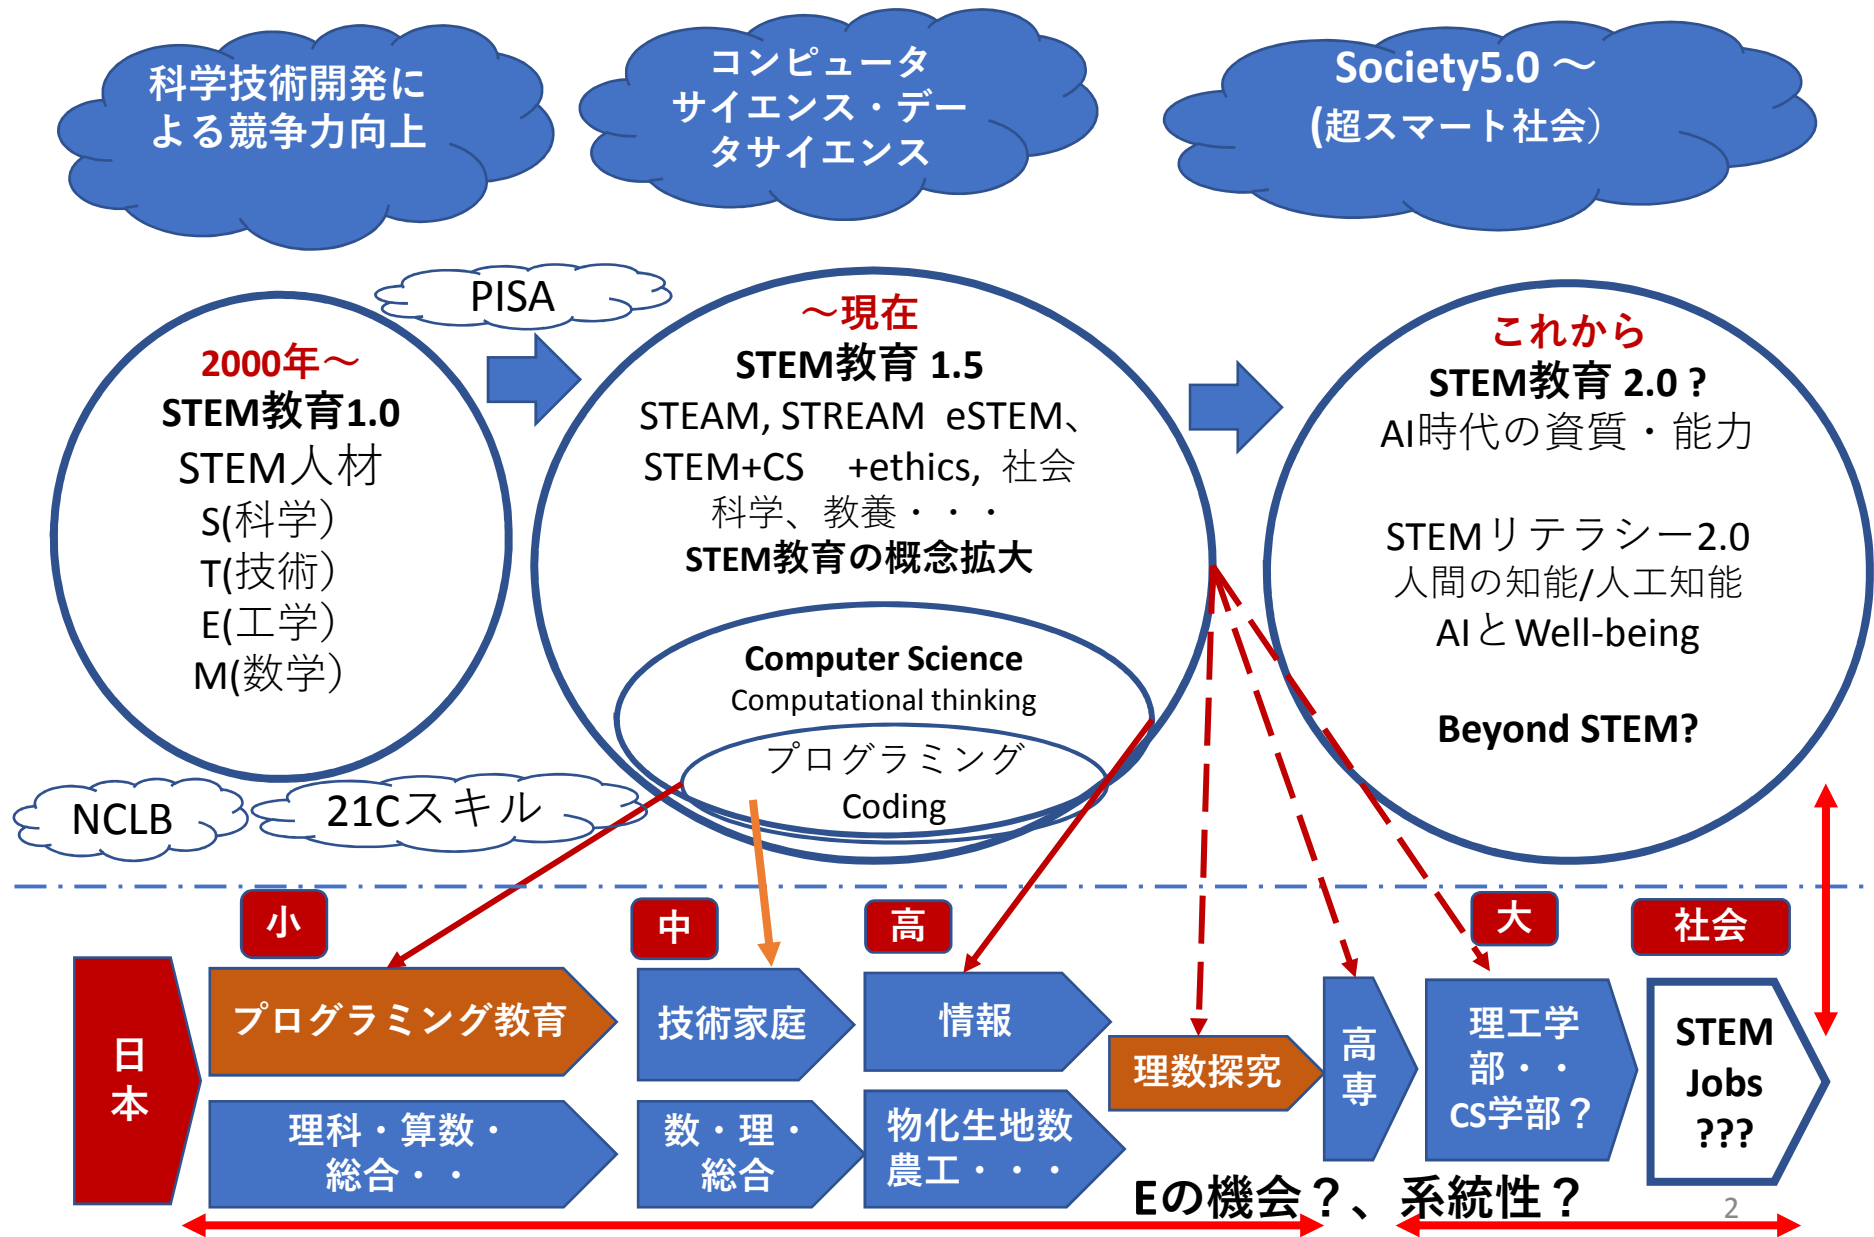 科学技術開発に
よる競争力向上
コンピュータ
サイエンス・デー
タサイエンス
Society5.0 ～
(超スマート社会）
PISA
2000年～
STEM教育1.0
STEM人材
S(科学）
T(技術）
E(工学）
M(数学）
～現在
STEM教育 1.5
STEAM, STREAM eSTEM、
STEM+CS　+ethics, 社会
科学、教養・・・
STEM教育の概念拡大
Computer Science
Computational thinking
プログラミング
Coding
これから
STEM教育 2.0 ?
AI時代の資質・能力
STEMリテラシー2.0
人間の知能/人工知能
AIとWell-being
Beyond STEM?
NCLB
21Cスキル
小
中
高
大
社会
日
本
プログラミング教育
技術家庭
情報
理数探究
高
専
理工学
部・・
CS学部？
STEM
Jobs
???
理科・算数・
総合・・
数・理・
総合
物化生地数
農工・・・
Eの機会？、系統性？
2